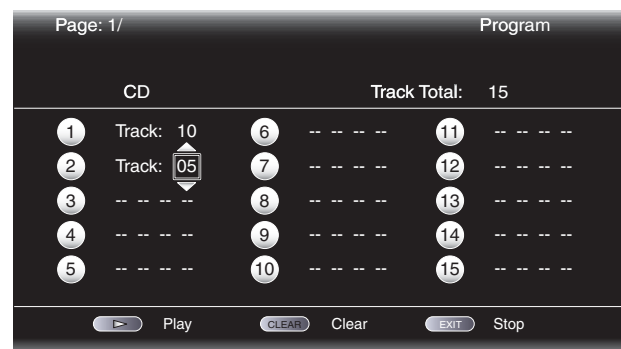 Page: 1/ Program
CD Track Total: 15
1 Track: 10 6 -- -- -- -- 11 -- -- -- --
2 Track: 05 7 -- -- -- -- 12 -- -- -- --
3 -- -- -- -- 8 -- -- -- -- 13 -- -- -- --
4 -- -- -- -- 9 -- -- -- -- 14 -- -- -- --
5 -- -- -- -- 10 -- -- -- -- 15 -- -- -- --
Play CLEAR Clear EXIT Stop